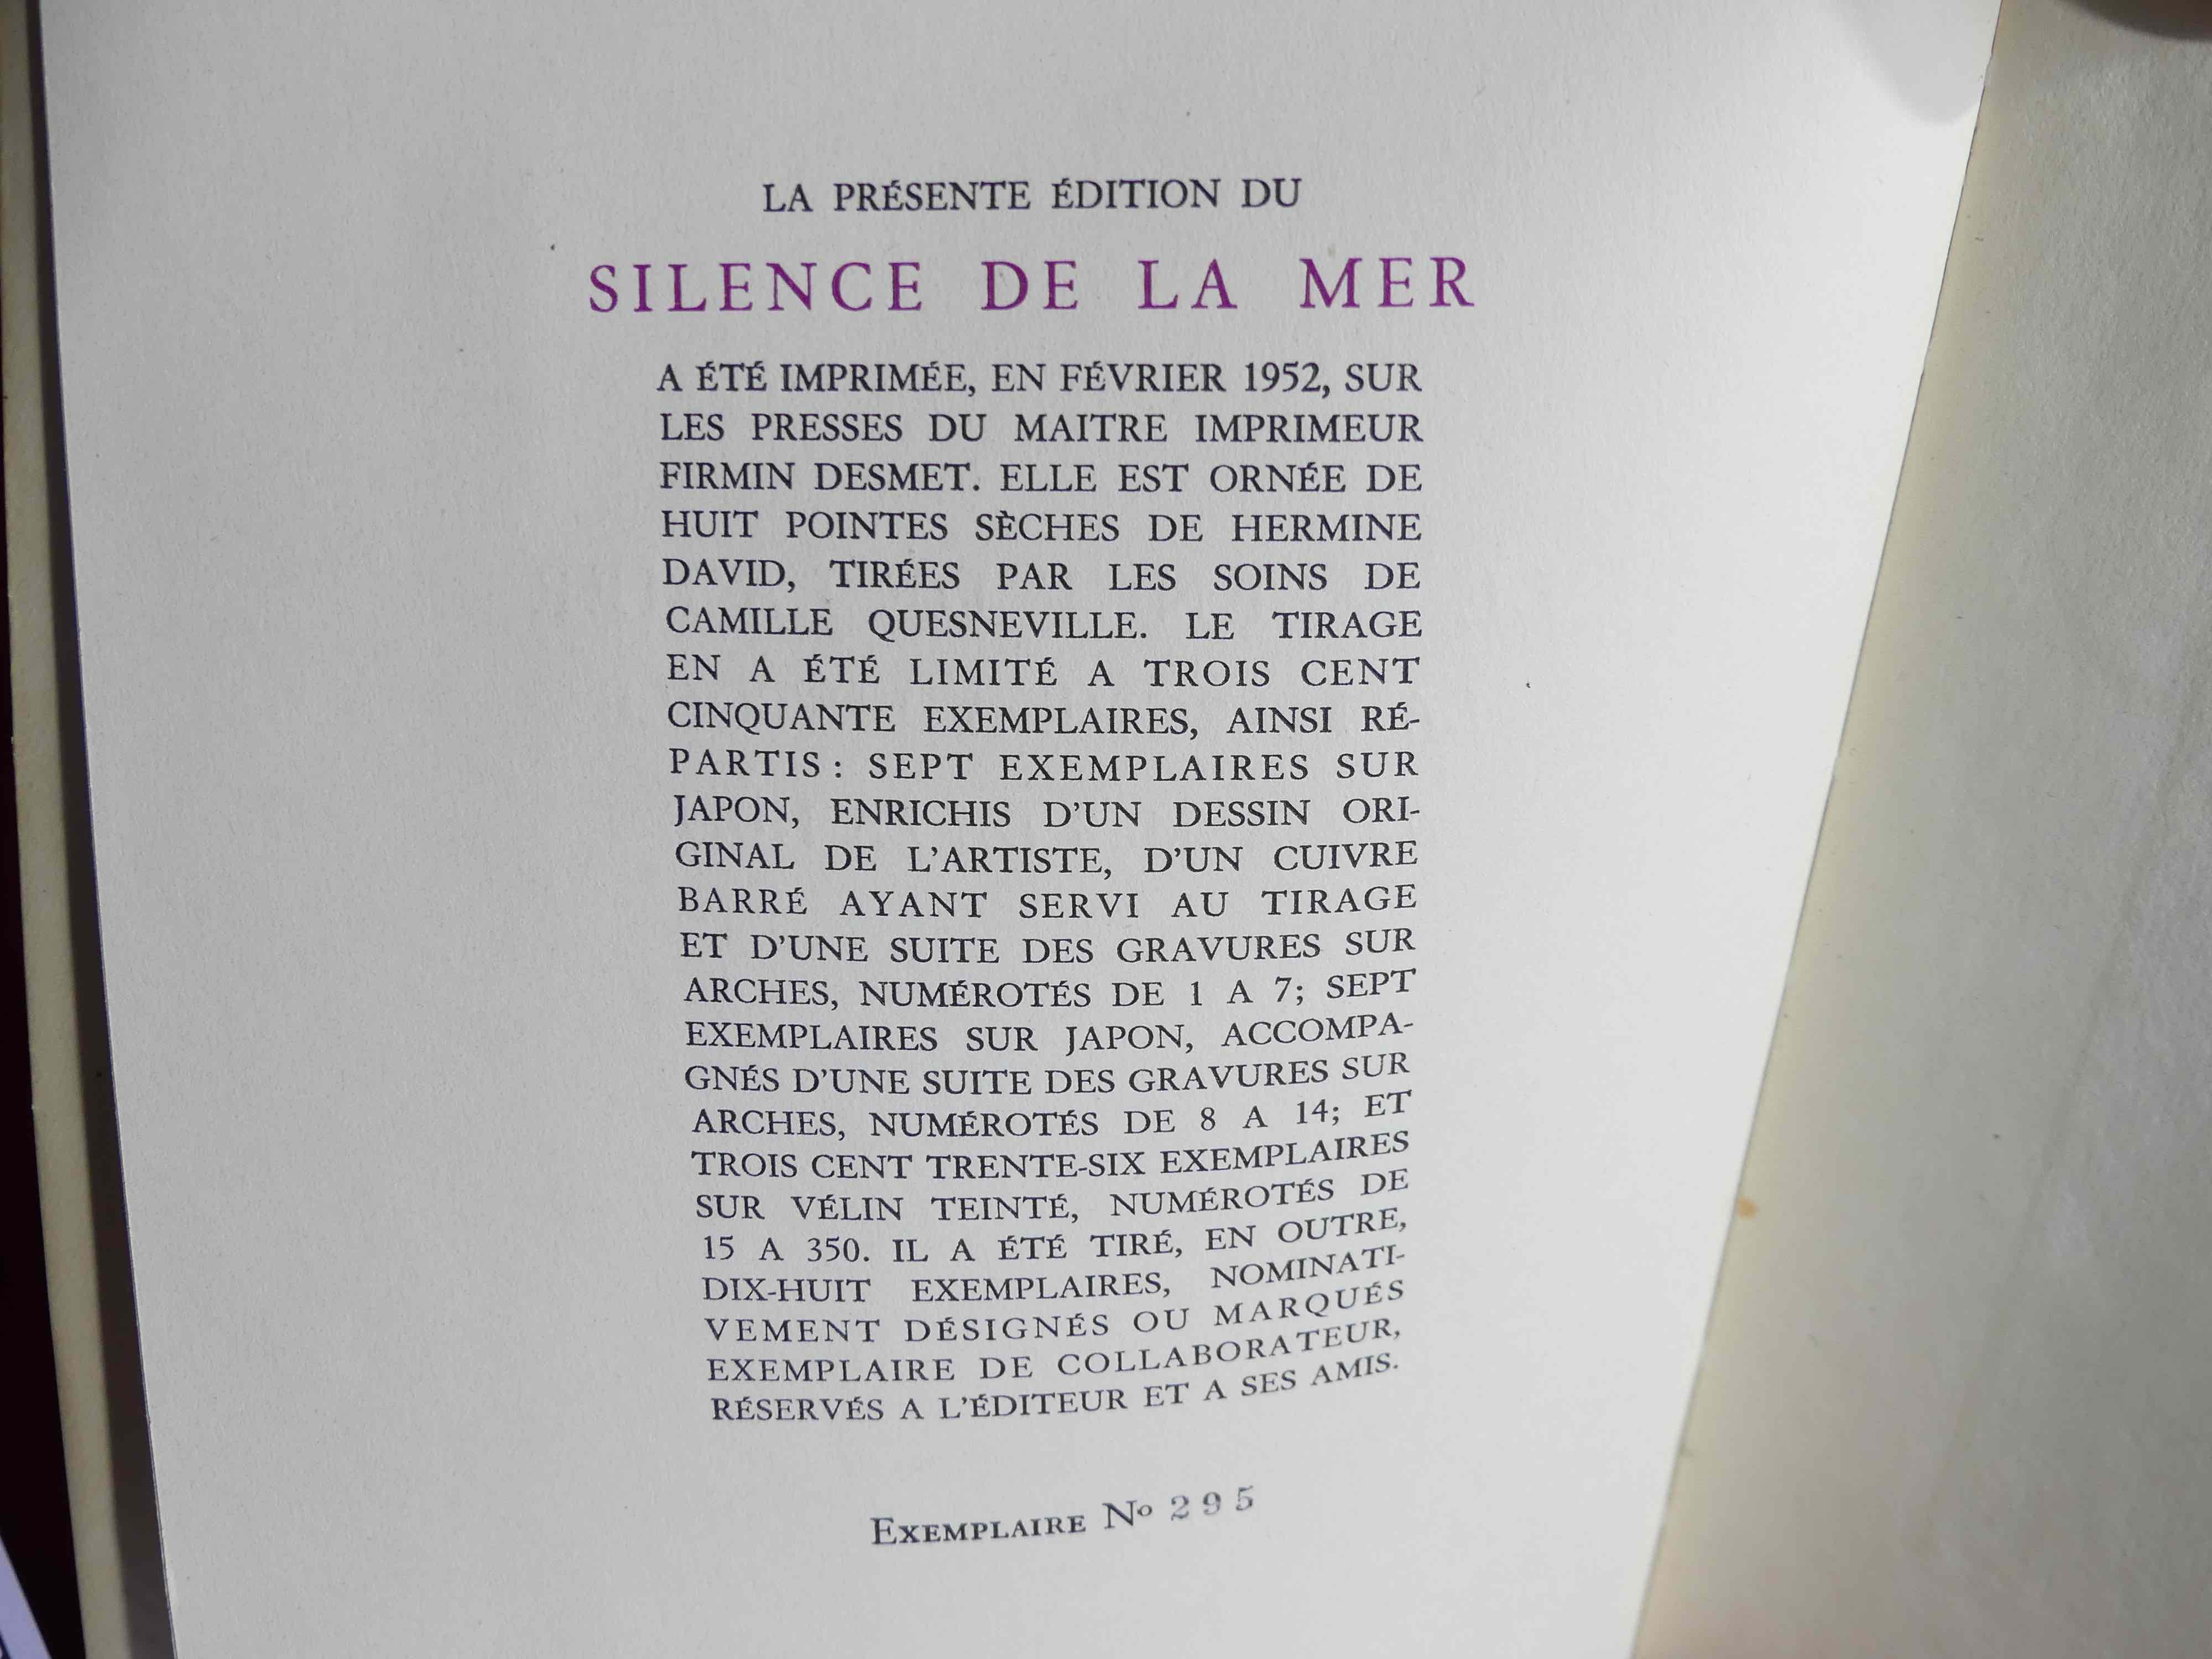 LA PRÉSENTE ÉDITION DU
SILENCE DE LA MER
A ÉTÉ IMPRIMÉE, EN FÉVRIER 1952, SUR
LES PRESSES DU MAITRE IMPRIMEUR
FIRMIN DESMET. ELLE EST ORNÉE DE
HUIT POINTES SÈCHES DE HERMINE
DAVID, TIRÉES PAR LES SOINS DE
CAMILLE QUESNEVILLE. LE TIRAGE
EN A ÉTÉ LIMITÉ A TROIS CENT
CINQUANTE EXEMPLAIRES, AINSI RÉ-
PARTIS : SEPT EXEMPLAIRES SUR
JAPON, ENRICHIS D'UN DESSIN ORI-
GINAL DE L'ARTISTE, D'UN CUIVRE
BARRÉ AYANT SERVI AU TIRAGE
ET D'UNE SUITE DES GRAVURES SUR
ARCHES, NUMÉROTÉS DE 1 A 7; SEPT
EXEMPLAIRES SUR JAPON, ACCOMPA-
GNÉS D'UNE SUITE DES GRAVURES SUR
ARCHES, NUMÉROTÉS DE 8 A 14; ET
TROIS CENT TRENTE-SIX EXEMPLAIRES
SUR VÉLIN TEINTÉ, NUMÉROTÉS DE
15 A 350. IL A ÉTÉ TIRÉ, EN OUTRE,
DIX-HUIT EXEMPLAIRES, NOMINATI-
VEMENT DÉSIGNÉS OU MARQUÉS
EXEMPLAIRE DE COLLABORATEUR,
RÉSERVÉS A L'ÉDITEUR ET A SES AMIS.
EXEMPLAIRE Nº 295